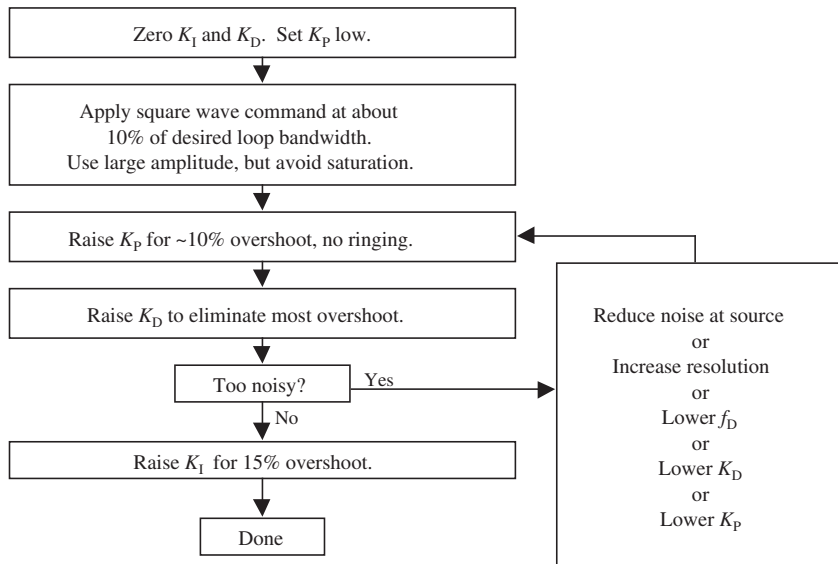 Zero K_I and K_D. Set K_P low.
Apply square wave command at about
10% of desired loop bandwidth.
Use large amplitude, but avoid saturation.
Raise K_P for ~10% overshoot, no ringing.
Raise K_D to eliminate most overshoot.
Too noisy?
Yes
No
Raise K_I for 15% overshoot.
Done
Reduce noise at source
or
Increase resolution
or
Lower f_D
or
Lower K_D
or
Lower K_P